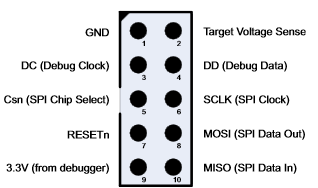 GND 1 2 Target Voltage Sense
DC (Debug Clock) 3 4 DD (Debug Data)
Csn (SPI Chip Select) 5 6 SCLK (SPI Clock)
RESETn 7 8 MOSI (SPI Data Out)
3.3V (from debugger) 9 10 MISO (SPI Data In)